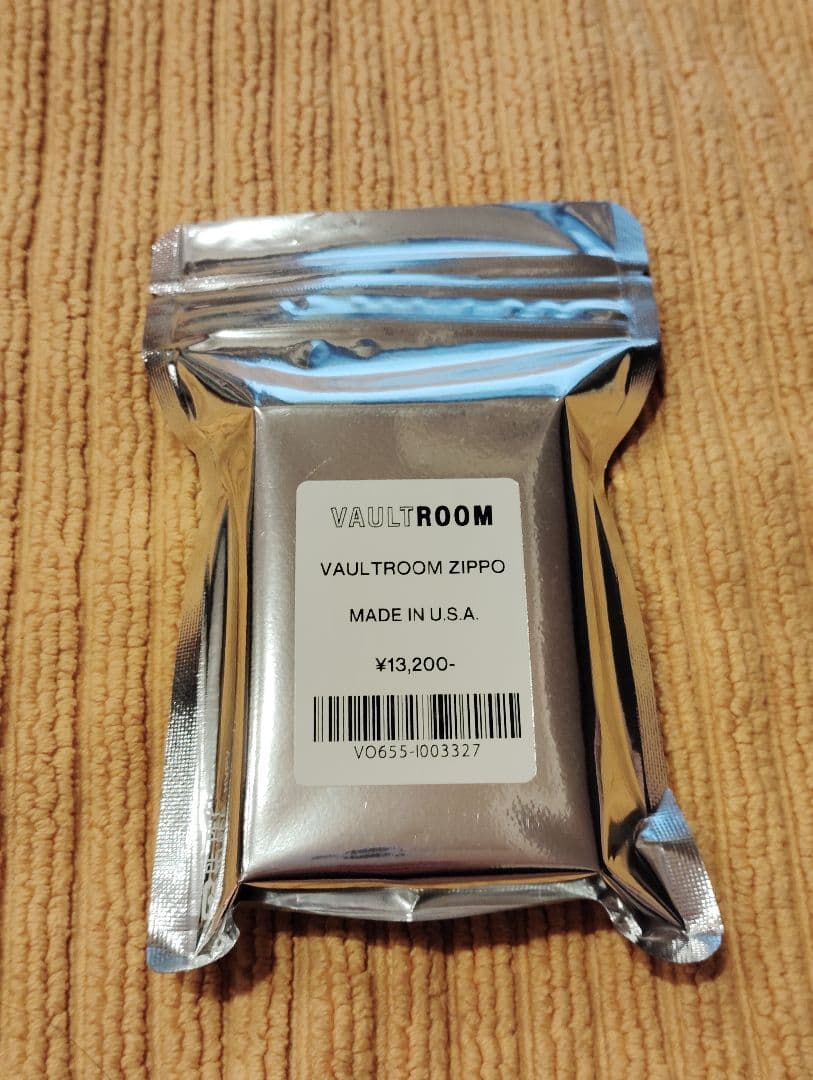 VAULTROOM
VAULTROOM ZIPPO
MADE IN U.S.A.
¥13,200-
VO655-I003327